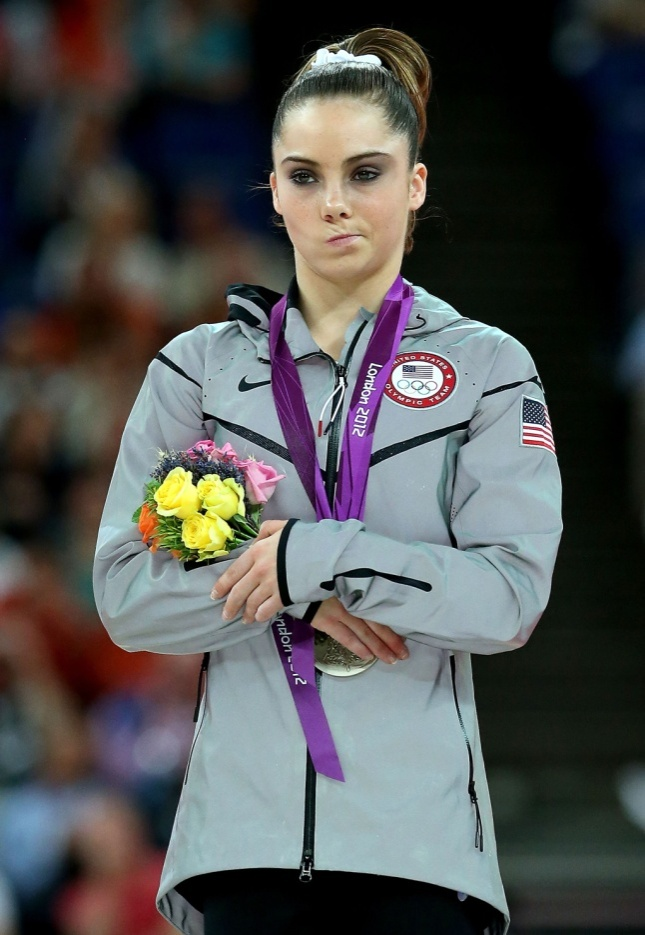 London 2012
UNITED STATES
OLYMPIC TEAM
London 2012